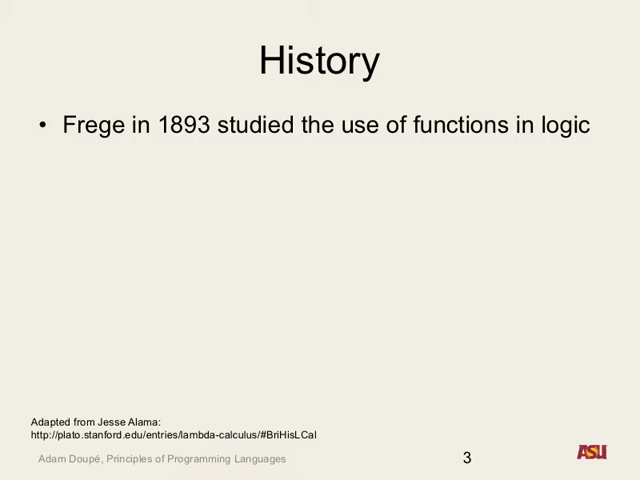 History
• Frege in 1893 studied the use of functions in logic
Adapted from Jesse Alama:
http://plato.stanford.edu/entries/lambda-calculus/#BriHisLCal
Adam Doupé, Principles of Programming Languages
3
ASU